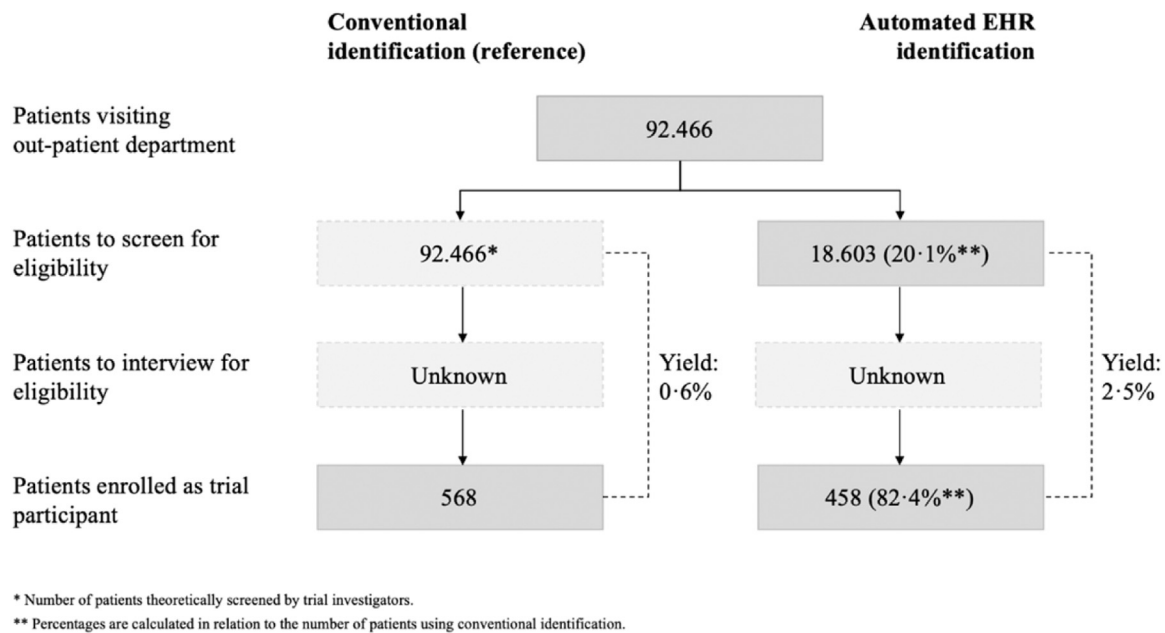 Conventional
identification (reference)
Automated EHR
identification
Patients visiting
out-patient department
92.466
Patients to screen for
eligibility
92.466*
18.603 (20·1%**)
Patients to interview for
eligibility
Unknown
Yield:
0·6%
Unknown
Yield:
2·5%
Patients enrolled as trial
participant
568
458 (82·4%**)
* Number of patients theoretically screened by trial investigators.
** Percentages are calculated in relation to the number of patients using conventional identification.